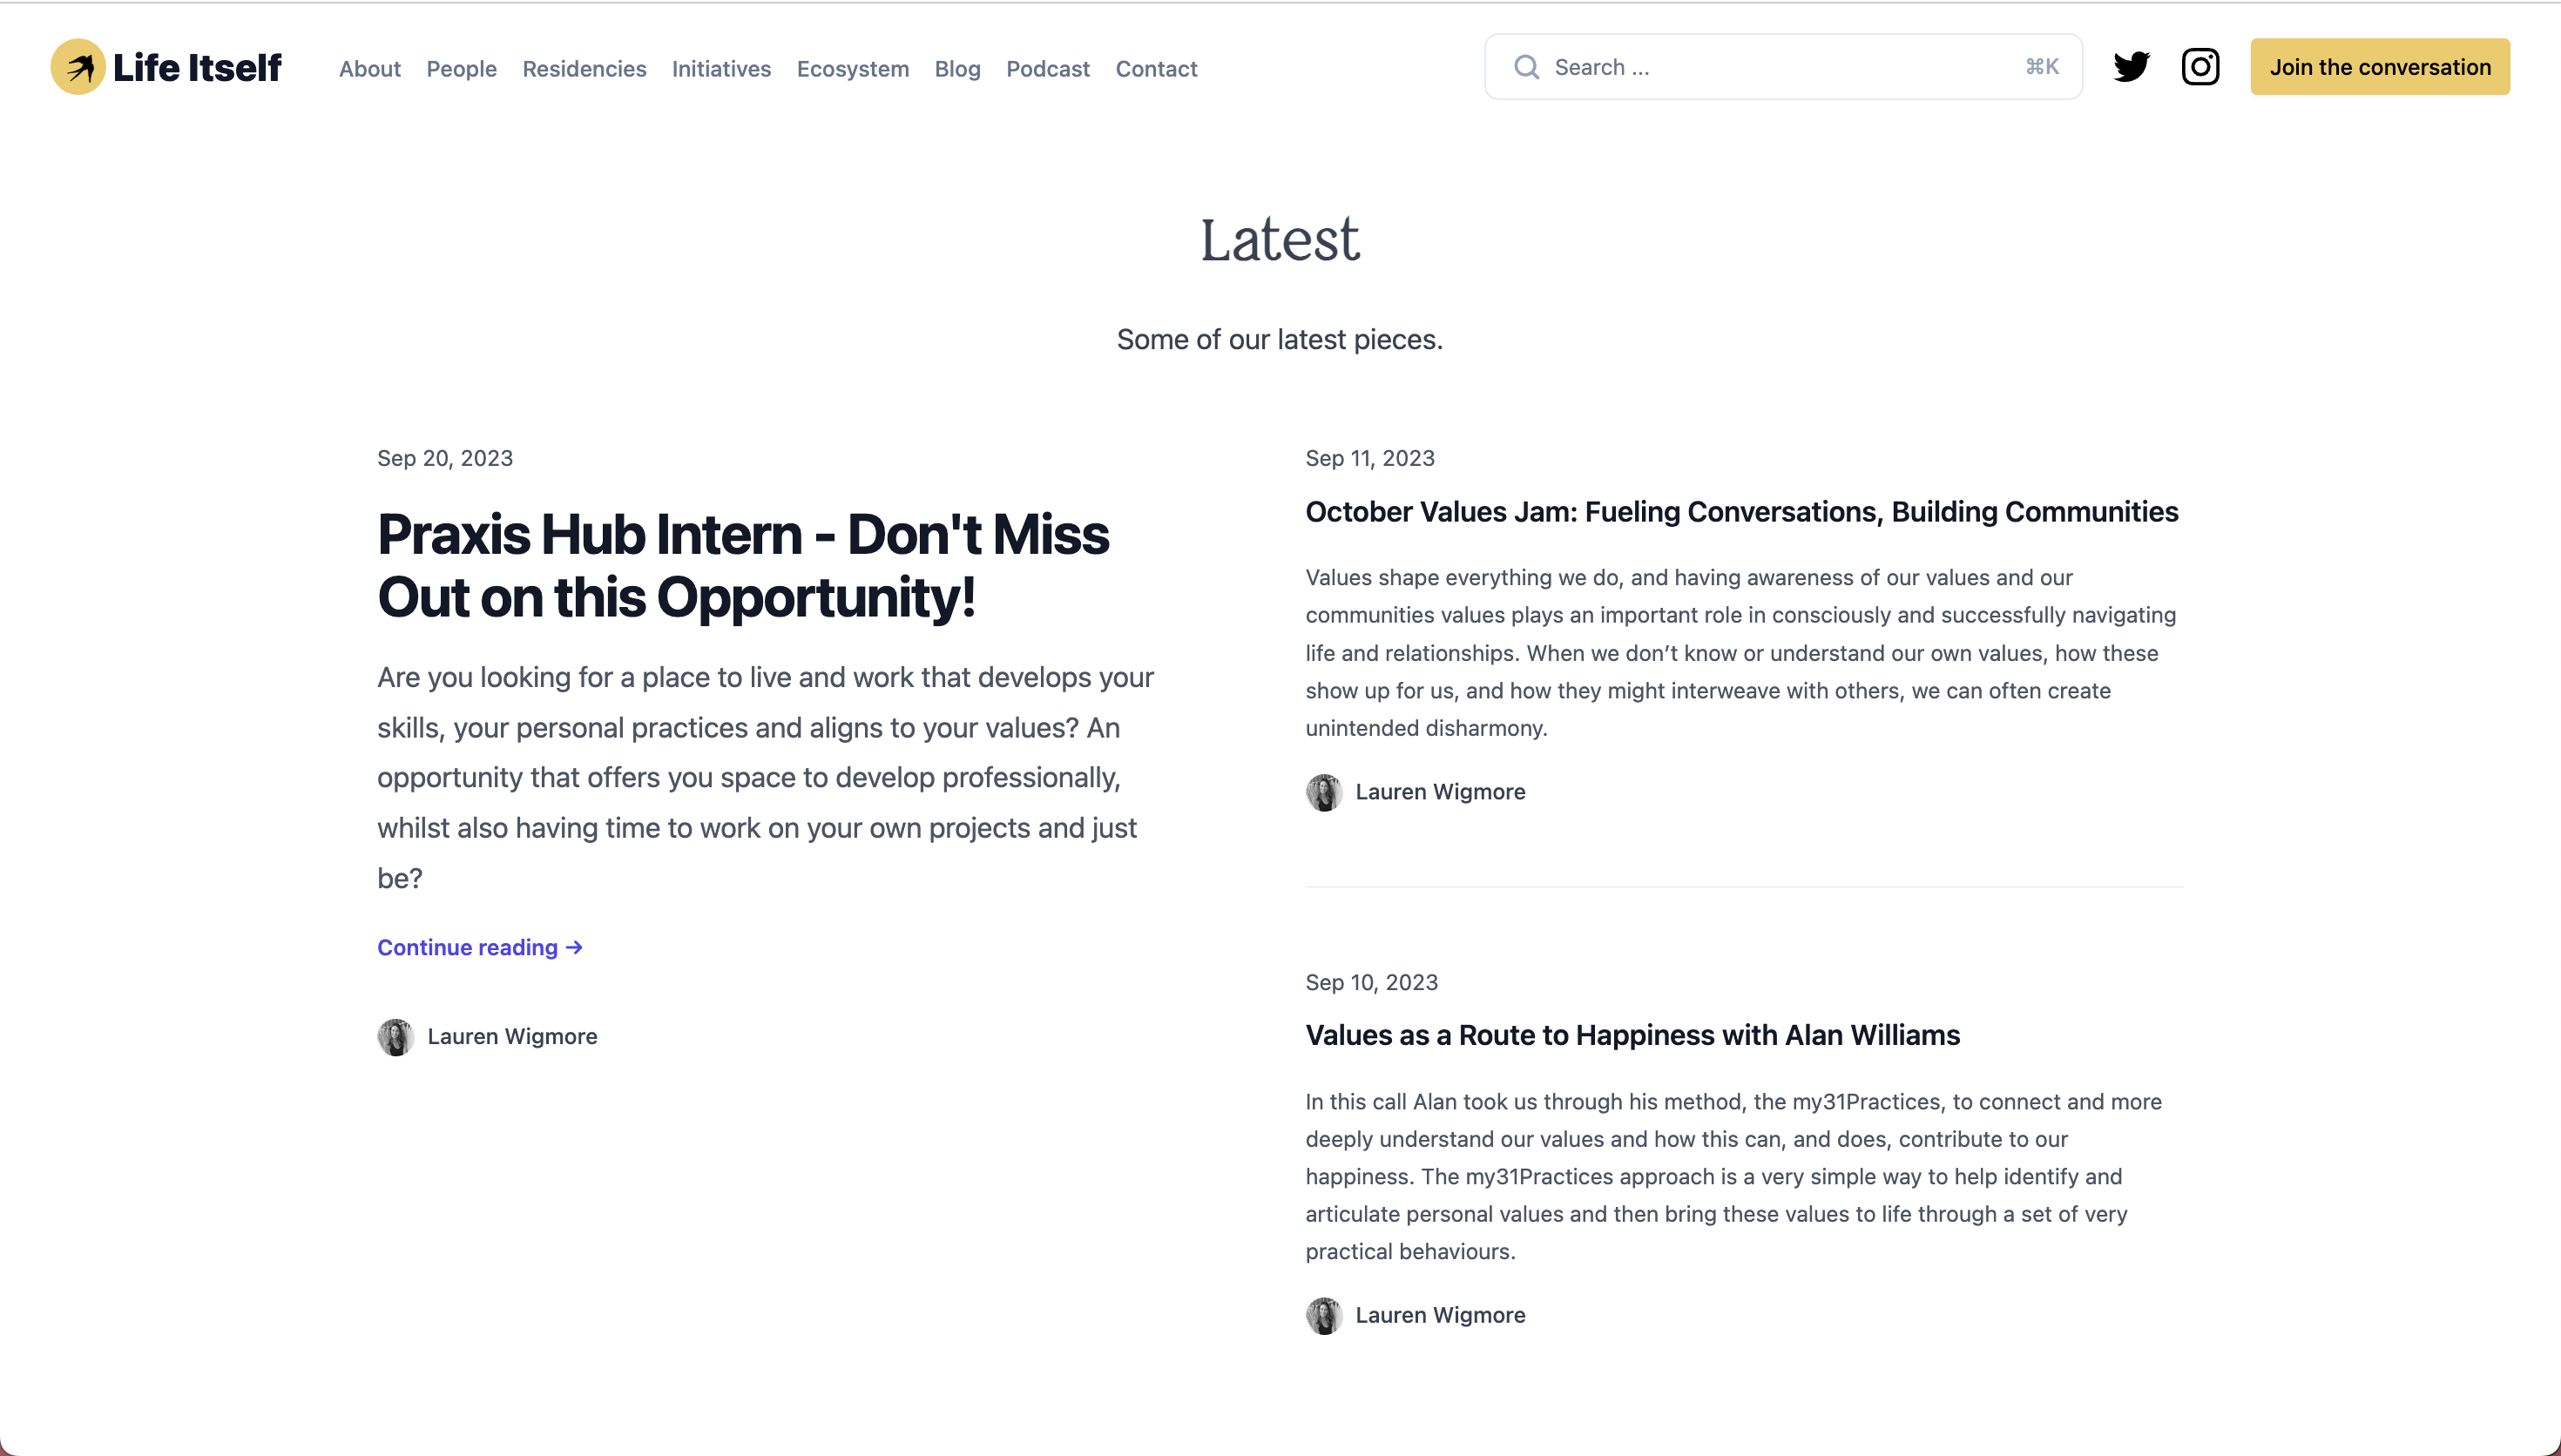 Life Itself
About People Residencies Initiatives Ecosystem Blog Podcast Contact
Search ... ⌘K
Join the conversation
Latest
Some of our latest pieces.
Sep 20, 2023
Praxis Hub Intern - Don't Miss
Out on this Opportunity!
Are you looking for a place to live and work that develops your
skills, your personal practices and aligns to your values? An
opportunity that offers you space to develop professionally,
whilst also having time to work on your own projects and just
be?
Continue reading →
Lauren Wigmore
Sep 11, 2023
October Values Jam: Fueling Conversations, Building Communities
Values shape everything we do, and having awareness of our values and our
communities values plays an important role in consciously and successfully navigating
life and relationships. When we don’t know or understand our own values, how these
show up for us, and how they might interweave with others, we can often create
unintended disharmony.
Lauren Wigmore
Sep 10, 2023
Values as a Route to Happiness with Alan Williams
In this call Alan took us through his method, the my31Practices, to connect and more
deeply understand our values and how this can, and does, contribute to our
happiness. The my31Practices approach is a very simple way to help identify and
articulate personal values and then bring these values to life through a set of very
practical behaviours.
Lauren Wigmore